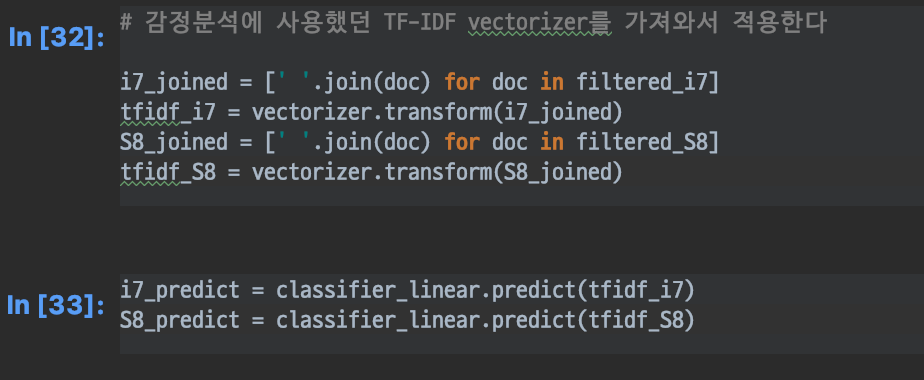 In [32]:
# 감정분석에 사용했던 TF-IDF vectorizer를 가져와서 적용한다
i7_joined = [' '.join(doc) for doc in filtered_i7]
tfidf_i7 = vectorizer.transform(i7_joined)
S8_joined = [' '.join(doc) for doc in filtered_S8]
tfidf_S8 = vectorizer.transform(S8_joined)
In [33]:
i7_predict = classifier_linear.predict(tfidf_i7)
S8_predict = classifier_linear.predict(tfidf_S8)